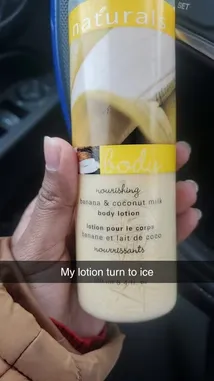 naturals
body
nourishing
banana & coconut milk
body lotion
lotion pour le corps
banane et lait de coco
nourrissants
My lotion turn to ice